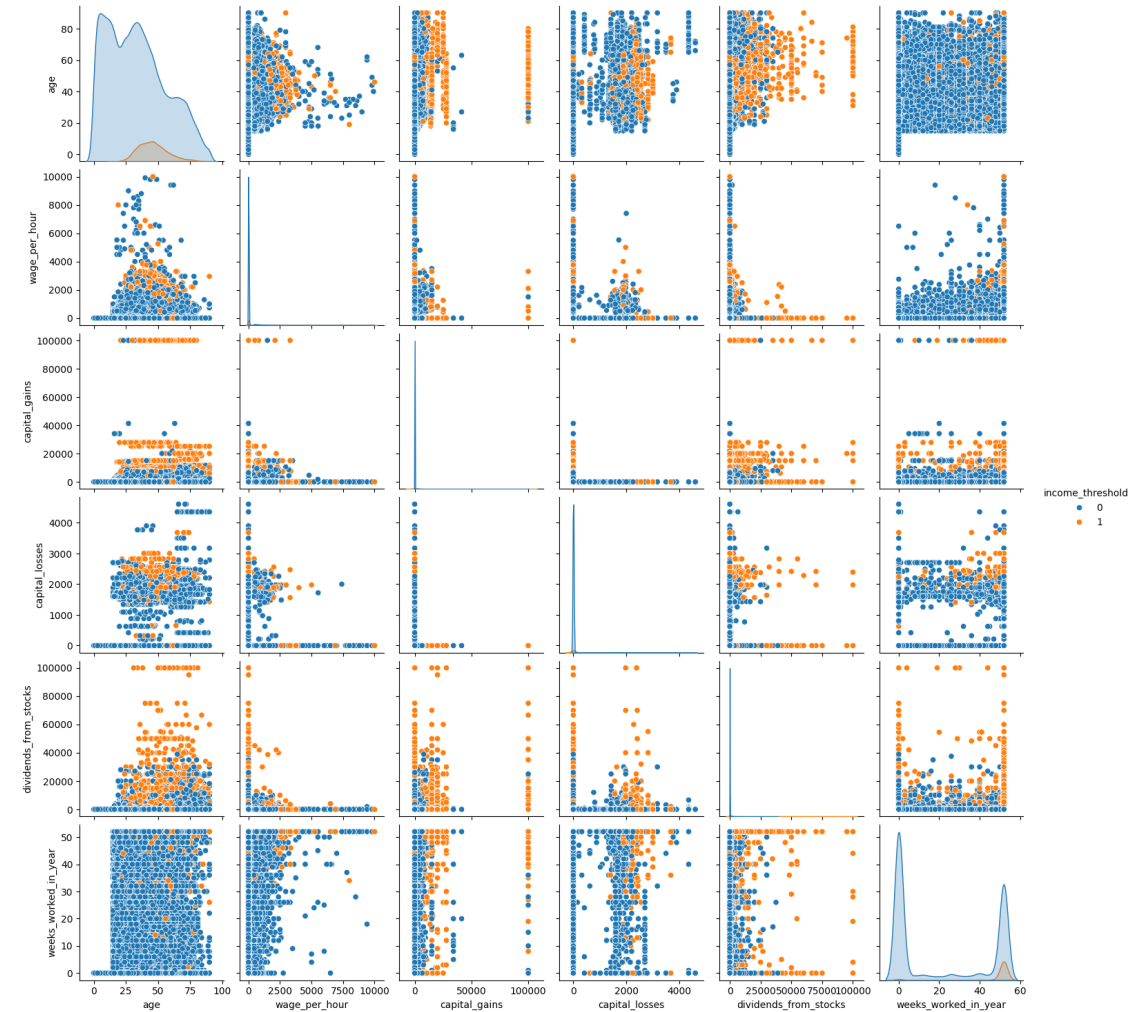 80
60
40
20
0
age
10000
8000
6000
4000
2000
0
wage_per_hour
100000
80000
60000
40000
20000
0
capital_gains
4000
3000
2000
1000
0
capital_losses
100000
80000
60000
40000
20000
0
dividends_from_stocks
50
40
30
20
10
0
weeks_worked_in_year
0 25 50 75 100
age
0 2500 5000 7500 10000
wage_per_hour
0 50000 100000
capital_gains
0 2000 4000
capital_losses
0 25000 50000 75000 100000
dividends_from_stocks
0 20 40 60
weeks_worked_in_year
income_threshold
0
1